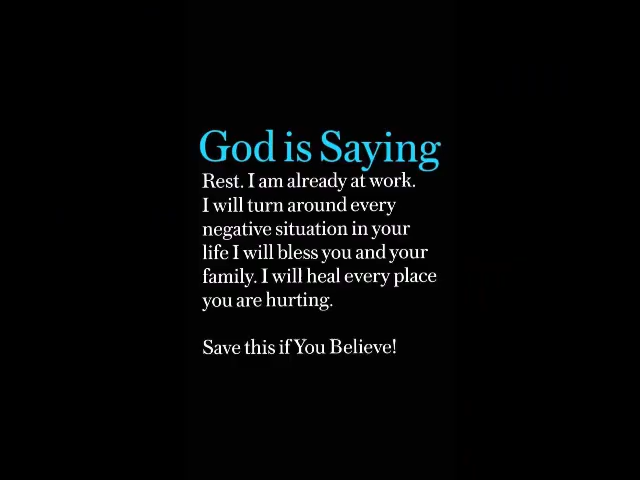 God is Saying
Rest. I am already at work.
I will turn around every
negative situation in your
life I will bless you and your
family. I will heal every place
you are hurting.
Save this if You Believe!